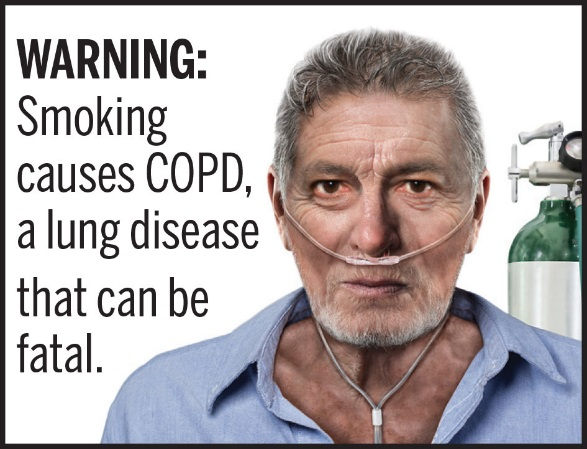 WARNING:
Smoking
causes COPD,
a lung disease
that can be
fatal.